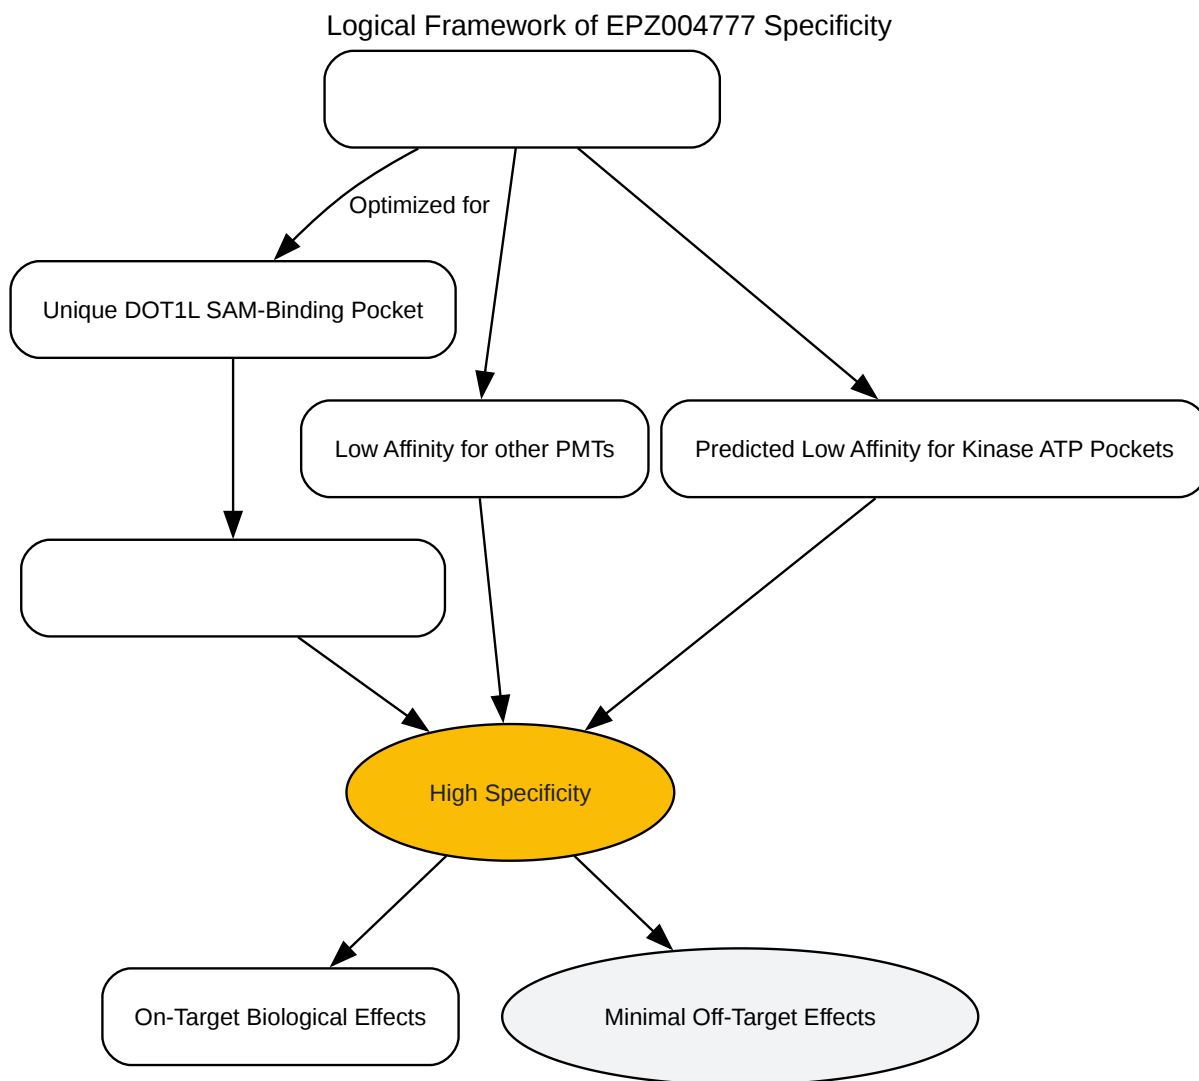 Logical Framework of EPZ004777 Specificity
Optimized for
Unique DOT1L SAM-Binding Pocket
Low Affinity for other PMTs
Predicted Low Affinity for Kinase ATP Pockets
High Specificity
On-Target Biological Effects
Minimal Off-Target Effects